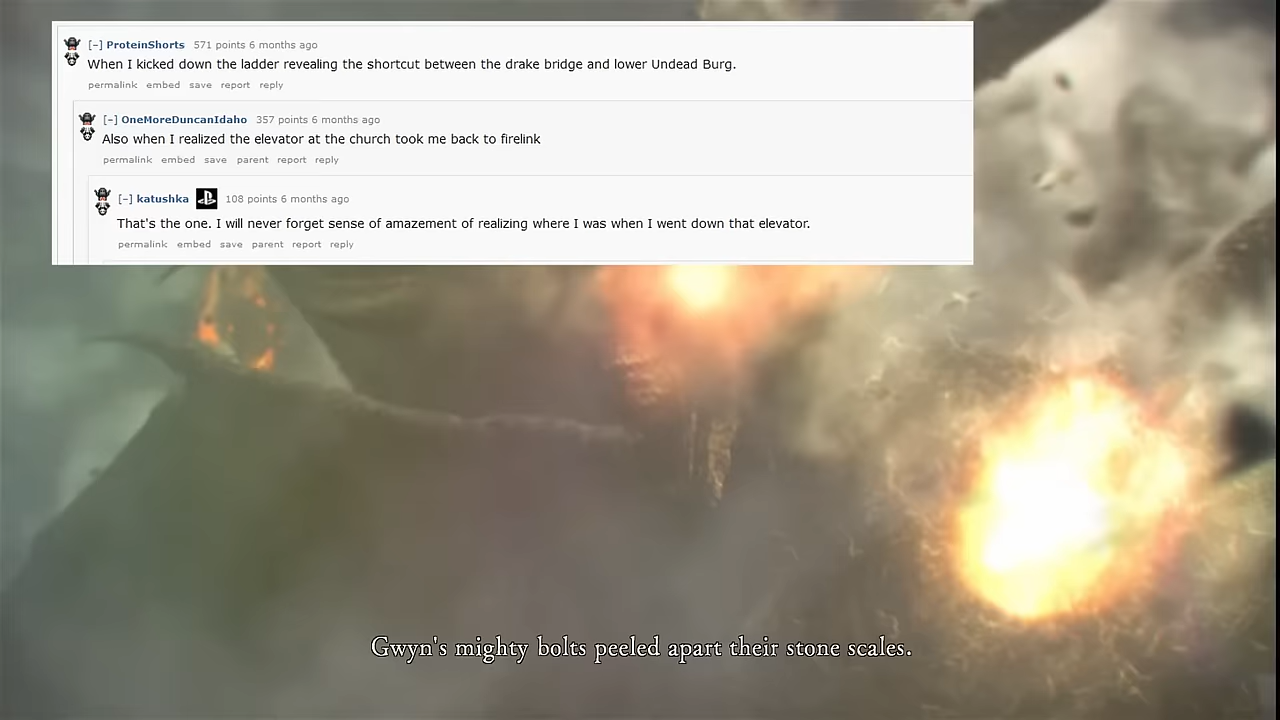 [–] ProteinShorts 571 points 6 months ago
When I kicked down the ladder revealing the shortcut between the drake bridge and lower Undead Burg.
permalink embed save report reply
[–] OneMoreDuncanIdaho 357 points 6 months ago
Also when I realized the elevator at the church took me back to firelink
permalink embed save parent report reply
[–] katushka 108 points 6 months ago
That's the one. I will never forget sense of amazement of realizing where I was when I went down that elevator.
permalink embed save parent report reply
Gwyn's mighty bolts peeled apart their stone scales.